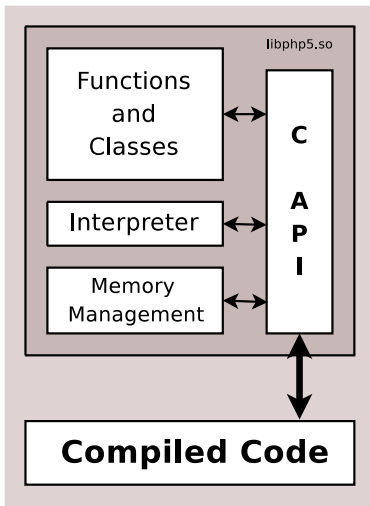 libphp5.so
Functions
and
Classes
C
A
P
I
Interpreter
Memory
Management
Compiled Code